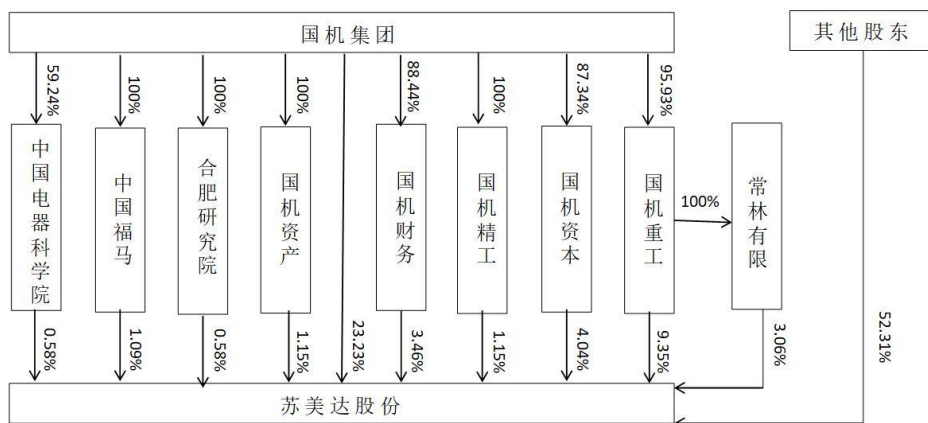 国机集团
其他股东
59.24%
100%
100%
100%
88.44%
100%
87.34%
95.93%
中国电器科学院
中国福马
合肥研究院
国机资产
国机财务
国机精工
国机资本
国机重工
100%
常林有限
0.58%
1.09%
0.58%
1.15%
23.23%
3.46%
1.15%
4.04%
9.35%
3.06%
52.31%
苏美达股份